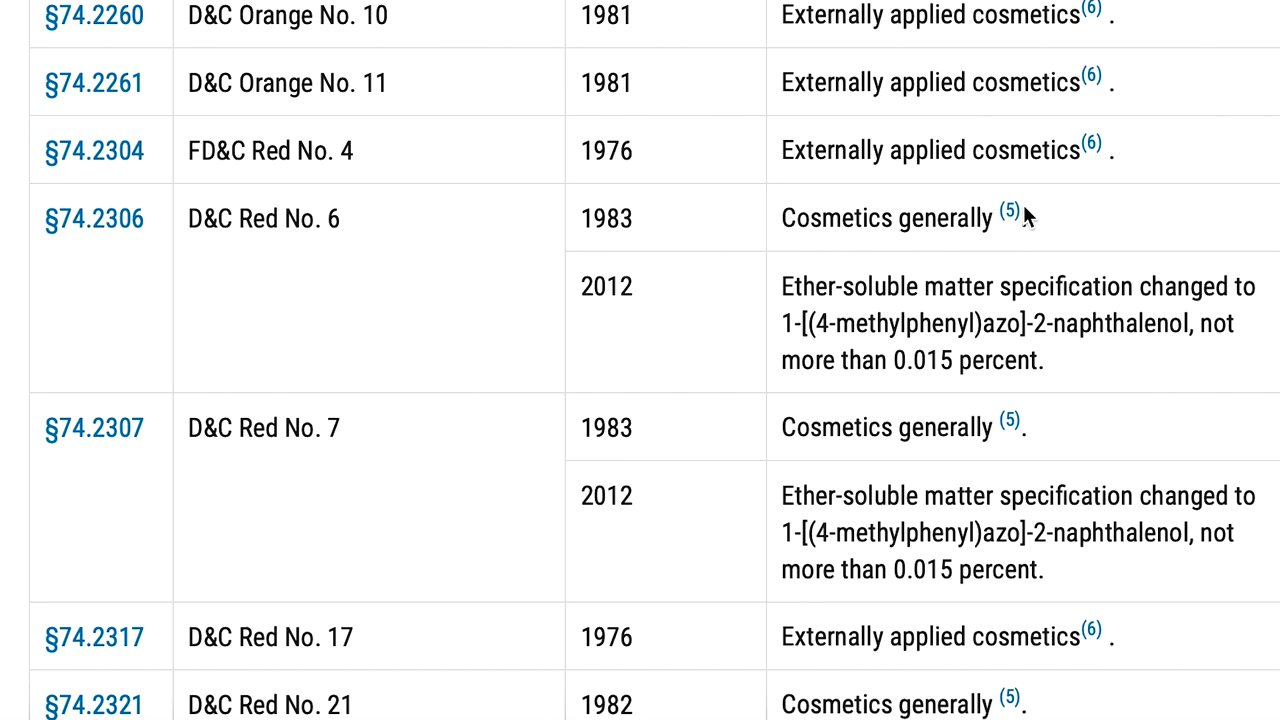 §74.2260 D&C Orange No. 10 1981 Externally applied cosmetics(6) .
§74.2261 D&C Orange No. 11 1981 Externally applied cosmetics(6) .
§74.2304 FD&C Red No. 4 1976 Externally applied cosmetics(6) .
§74.2306 D&C Red No. 6 1983 Cosmetics generally (5)
2012 Ether-soluble matter specification changed to
1-[(4-methylphenyl)azo]-2-naphthalenol, not
more than 0.015 percent.
§74.2307 D&C Red No. 7 1983 Cosmetics generally (5).
2012 Ether-soluble matter specification changed to
1-[(4-methylphenyl)azo]-2-naphthalenol, not
more than 0.015 percent.
§74.2317 D&C Red No. 17 1976 Externally applied cosmetics(6) .
§74.2321 D&C Red No. 21 1982 Cosmetics generally (5).